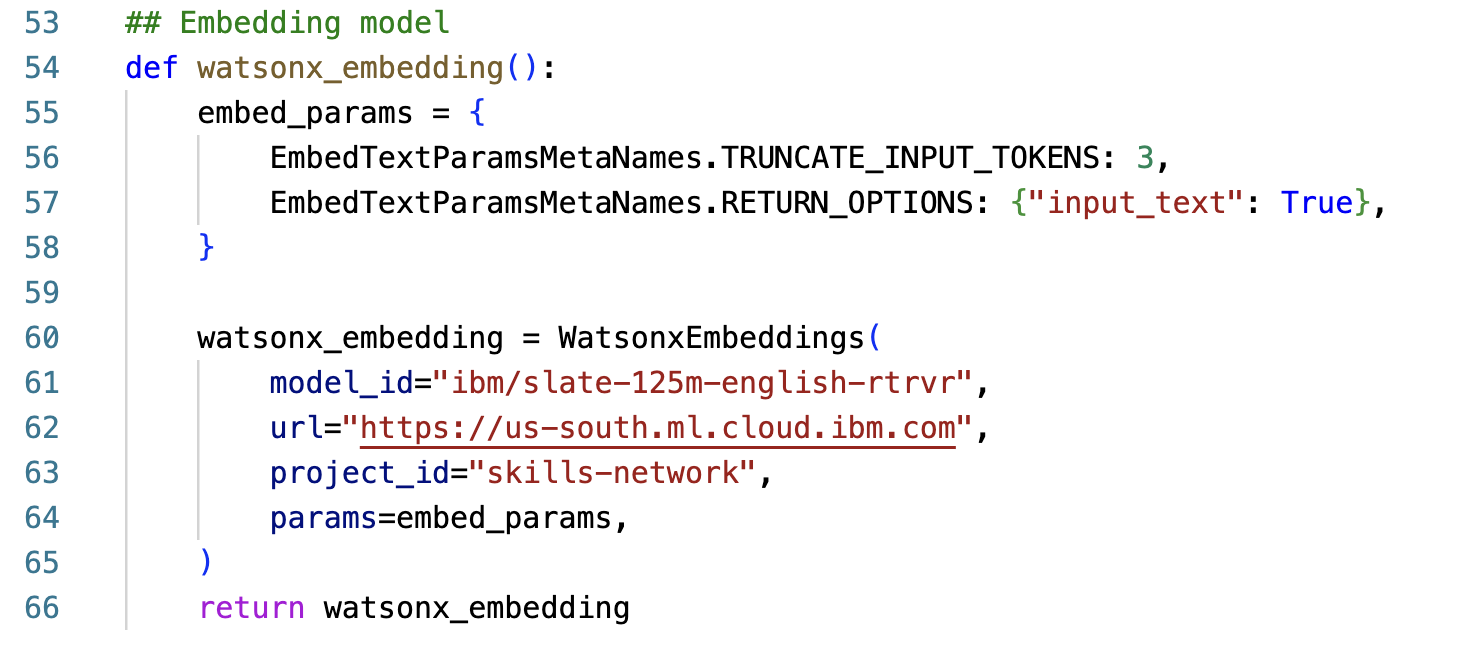 53 ## Embedding model
54 def watsonx_embedding():
55     embed_params = {
56         EmbedTextParamsMetaNames.TRUNCATE_INPUT_TOKENS: 3,
57         EmbedTextParamsMetaNames.RETURN_OPTIONS: {"input_text": True},
58     }
59
60     watsonx_embedding = WatsonxEmbeddings(
61         model_id="ibm/slate-125m-english-rtrvr",
62         url="https://us-south.ml.cloud.ibm.com",
63         project_id="skills-network",
64         params=embed_params,
65     )
66     return watsonx_embedding